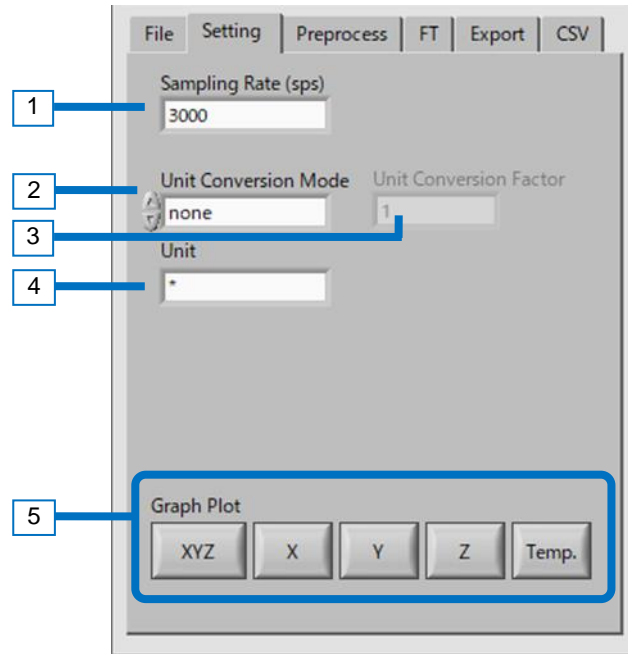 File Setting Preprocess FT Export CSV
Sampling Rate (sps)
1
3000
2
Unit Conversion Mode Unit Conversion Factor
none 1
3
Unit
4
*
5
Graph Plot
XYZ X Y Z Temp.